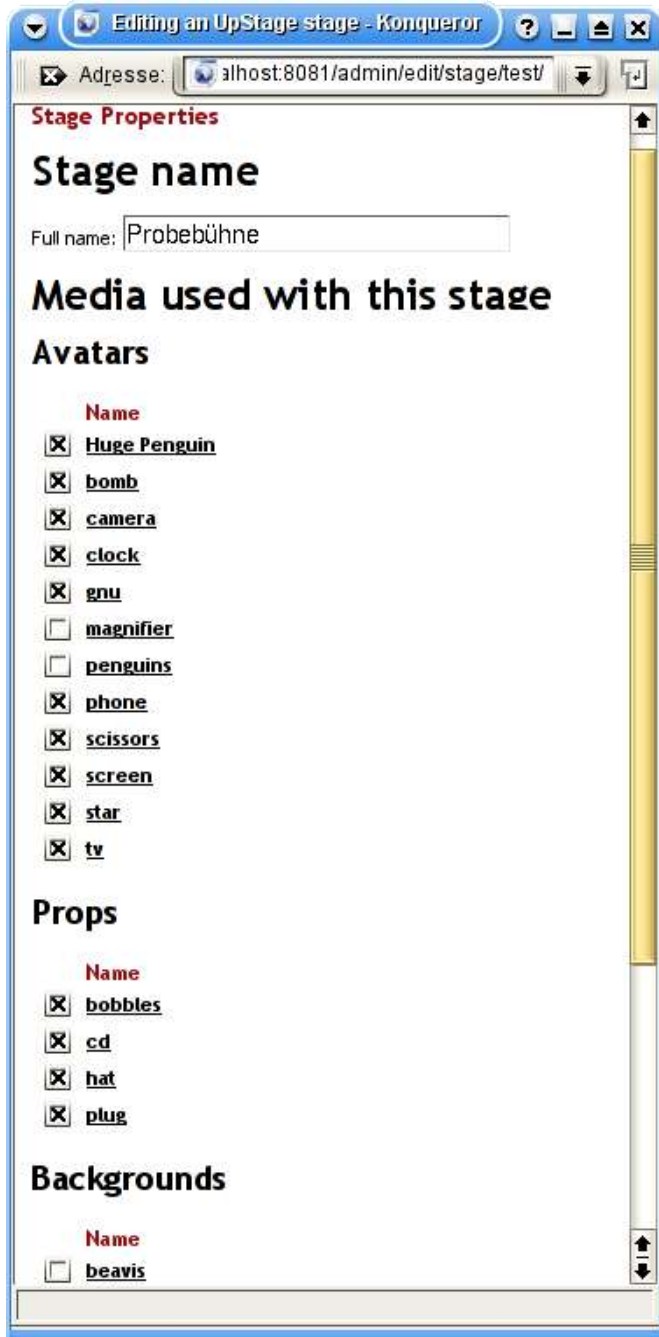 Editing an UpStage stage - Konqueror
Adresse: alhost:8081/admin/edit/stage/test/
Stage Properties
Stage name
Full name: Probebühne
Media used with this stage
Avatars
Name
Huge Penguin
bomb
camera
clock
gnu
magnifier
penguins
phone
scissors
screen
star
tv
Props
Name
bobbles
cd
hat
plug
Backgrounds
Name
beavis